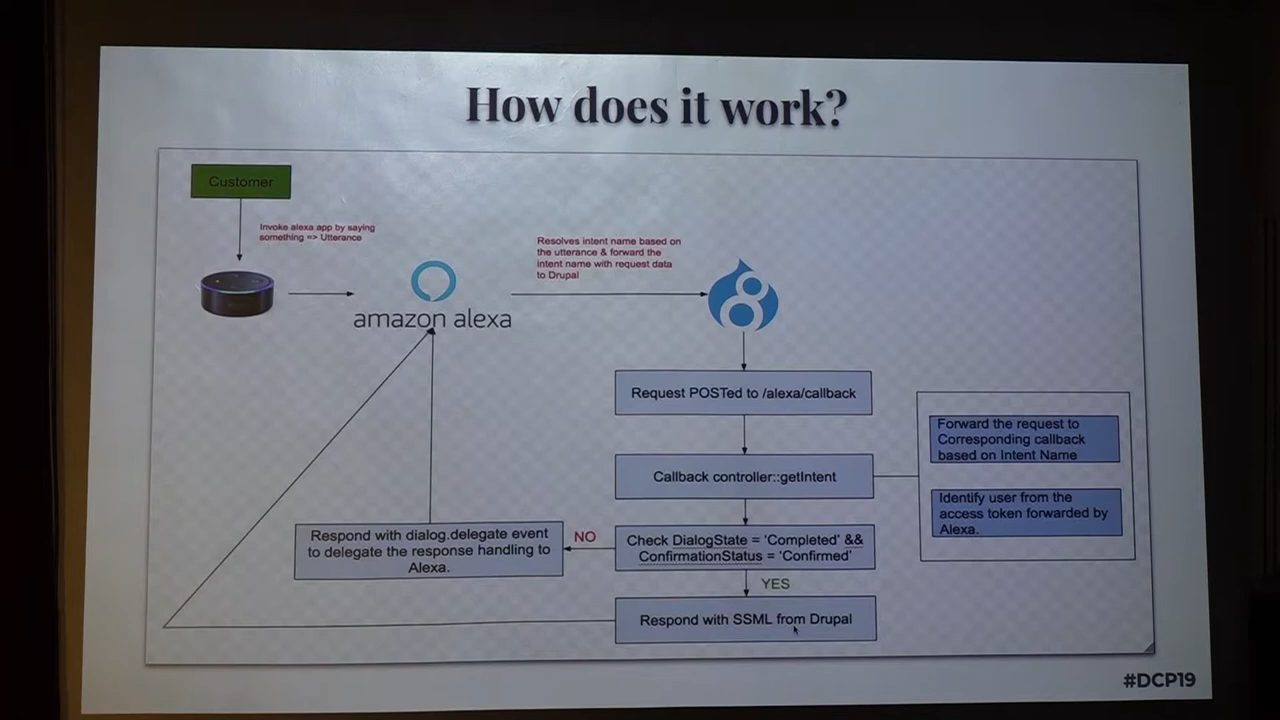 How does it work?
Customer
Invoke alexa app by saying
something => Utterance
Resolves intent name based on
the utterance & forward the
intent name with request data
to Drupal
amazon alexa
Request POSTed to /alexa/callback
Callback controller::getIntent
Forward the request to
Corresponding callback
based on Intent Name
Identify user from the
access token forwarded by
Alexa.
Check DialogState = 'Completed' &&
ConfirmationStatus = 'Confirmed'
NO
Respond with dialog.delegate event
to delegate the response handling to
Alexa.
YES
Respond with SSML from Drupal
#DCP19